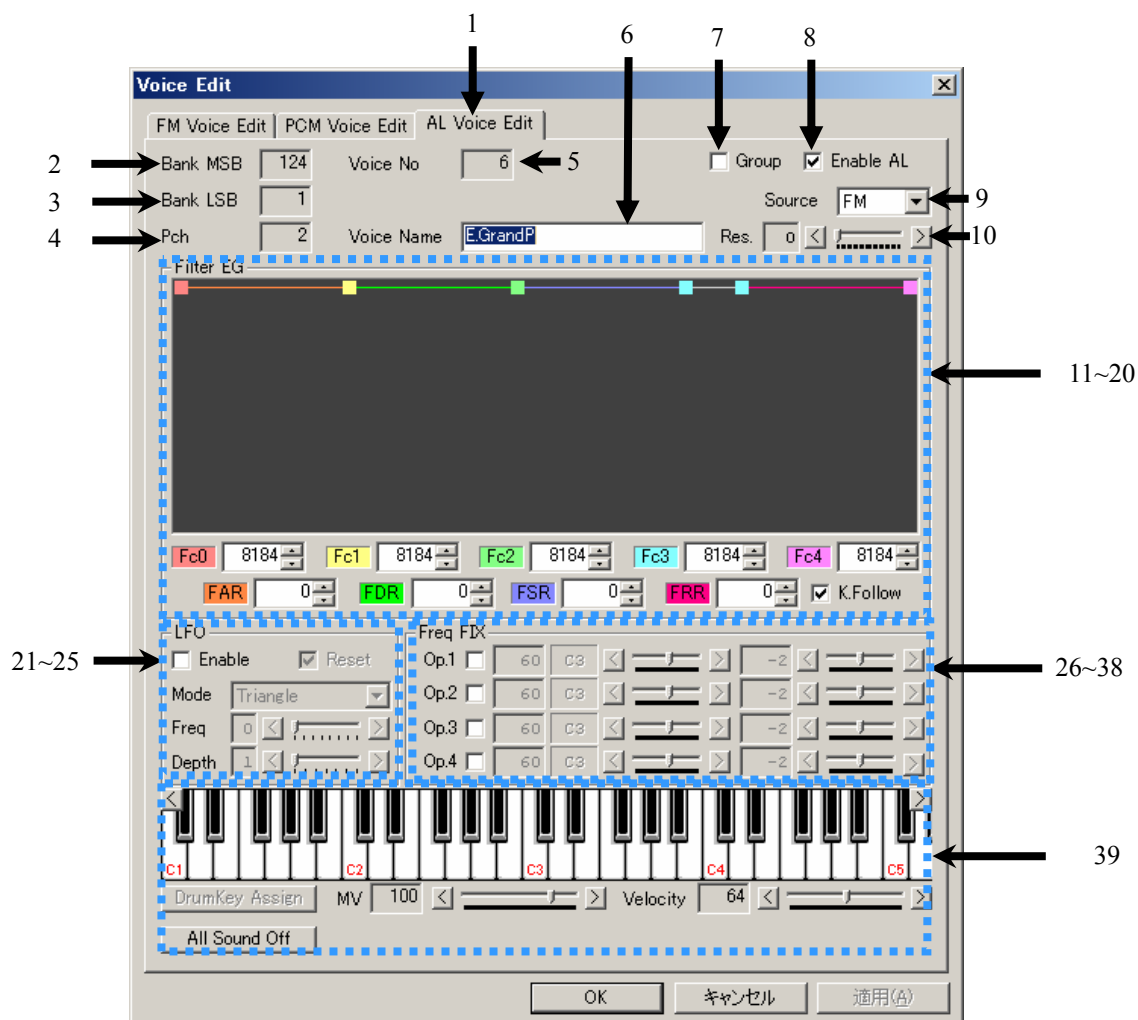 1
6
7
8
Voice Edit
FM Voice Edit
PCM Voice Edit
AL Voice Edit
2
Bank MSB 124
Voice No 6
5
Group
Enable AL
3
Bank LSB 1
Source FM
9
4
Pch 2
Voice Name E.GrandP
Res. 0
10
Filter EG
11~20
Fc0 8184
Fc1 8184
Fc2 8184
Fc3 8184
Fc4 8184
FAR 0
FDR 0
FSR 0
FRR 0
K.Follow
21~25
LFO
Enable
Reset
Mode Triangle
Freq 0
Depth 1
Freq FIX
Op.1 60 C3 -2
Op.2 60 C3 -2
Op.3 60 C3 -2
Op.4 60 C3 -2
26~38
C1 C2 C3 C4 C5
39
DrumKey Assign
MV 100
Velocity 64
All Sound Off
OK
キャンセル
適用(A)